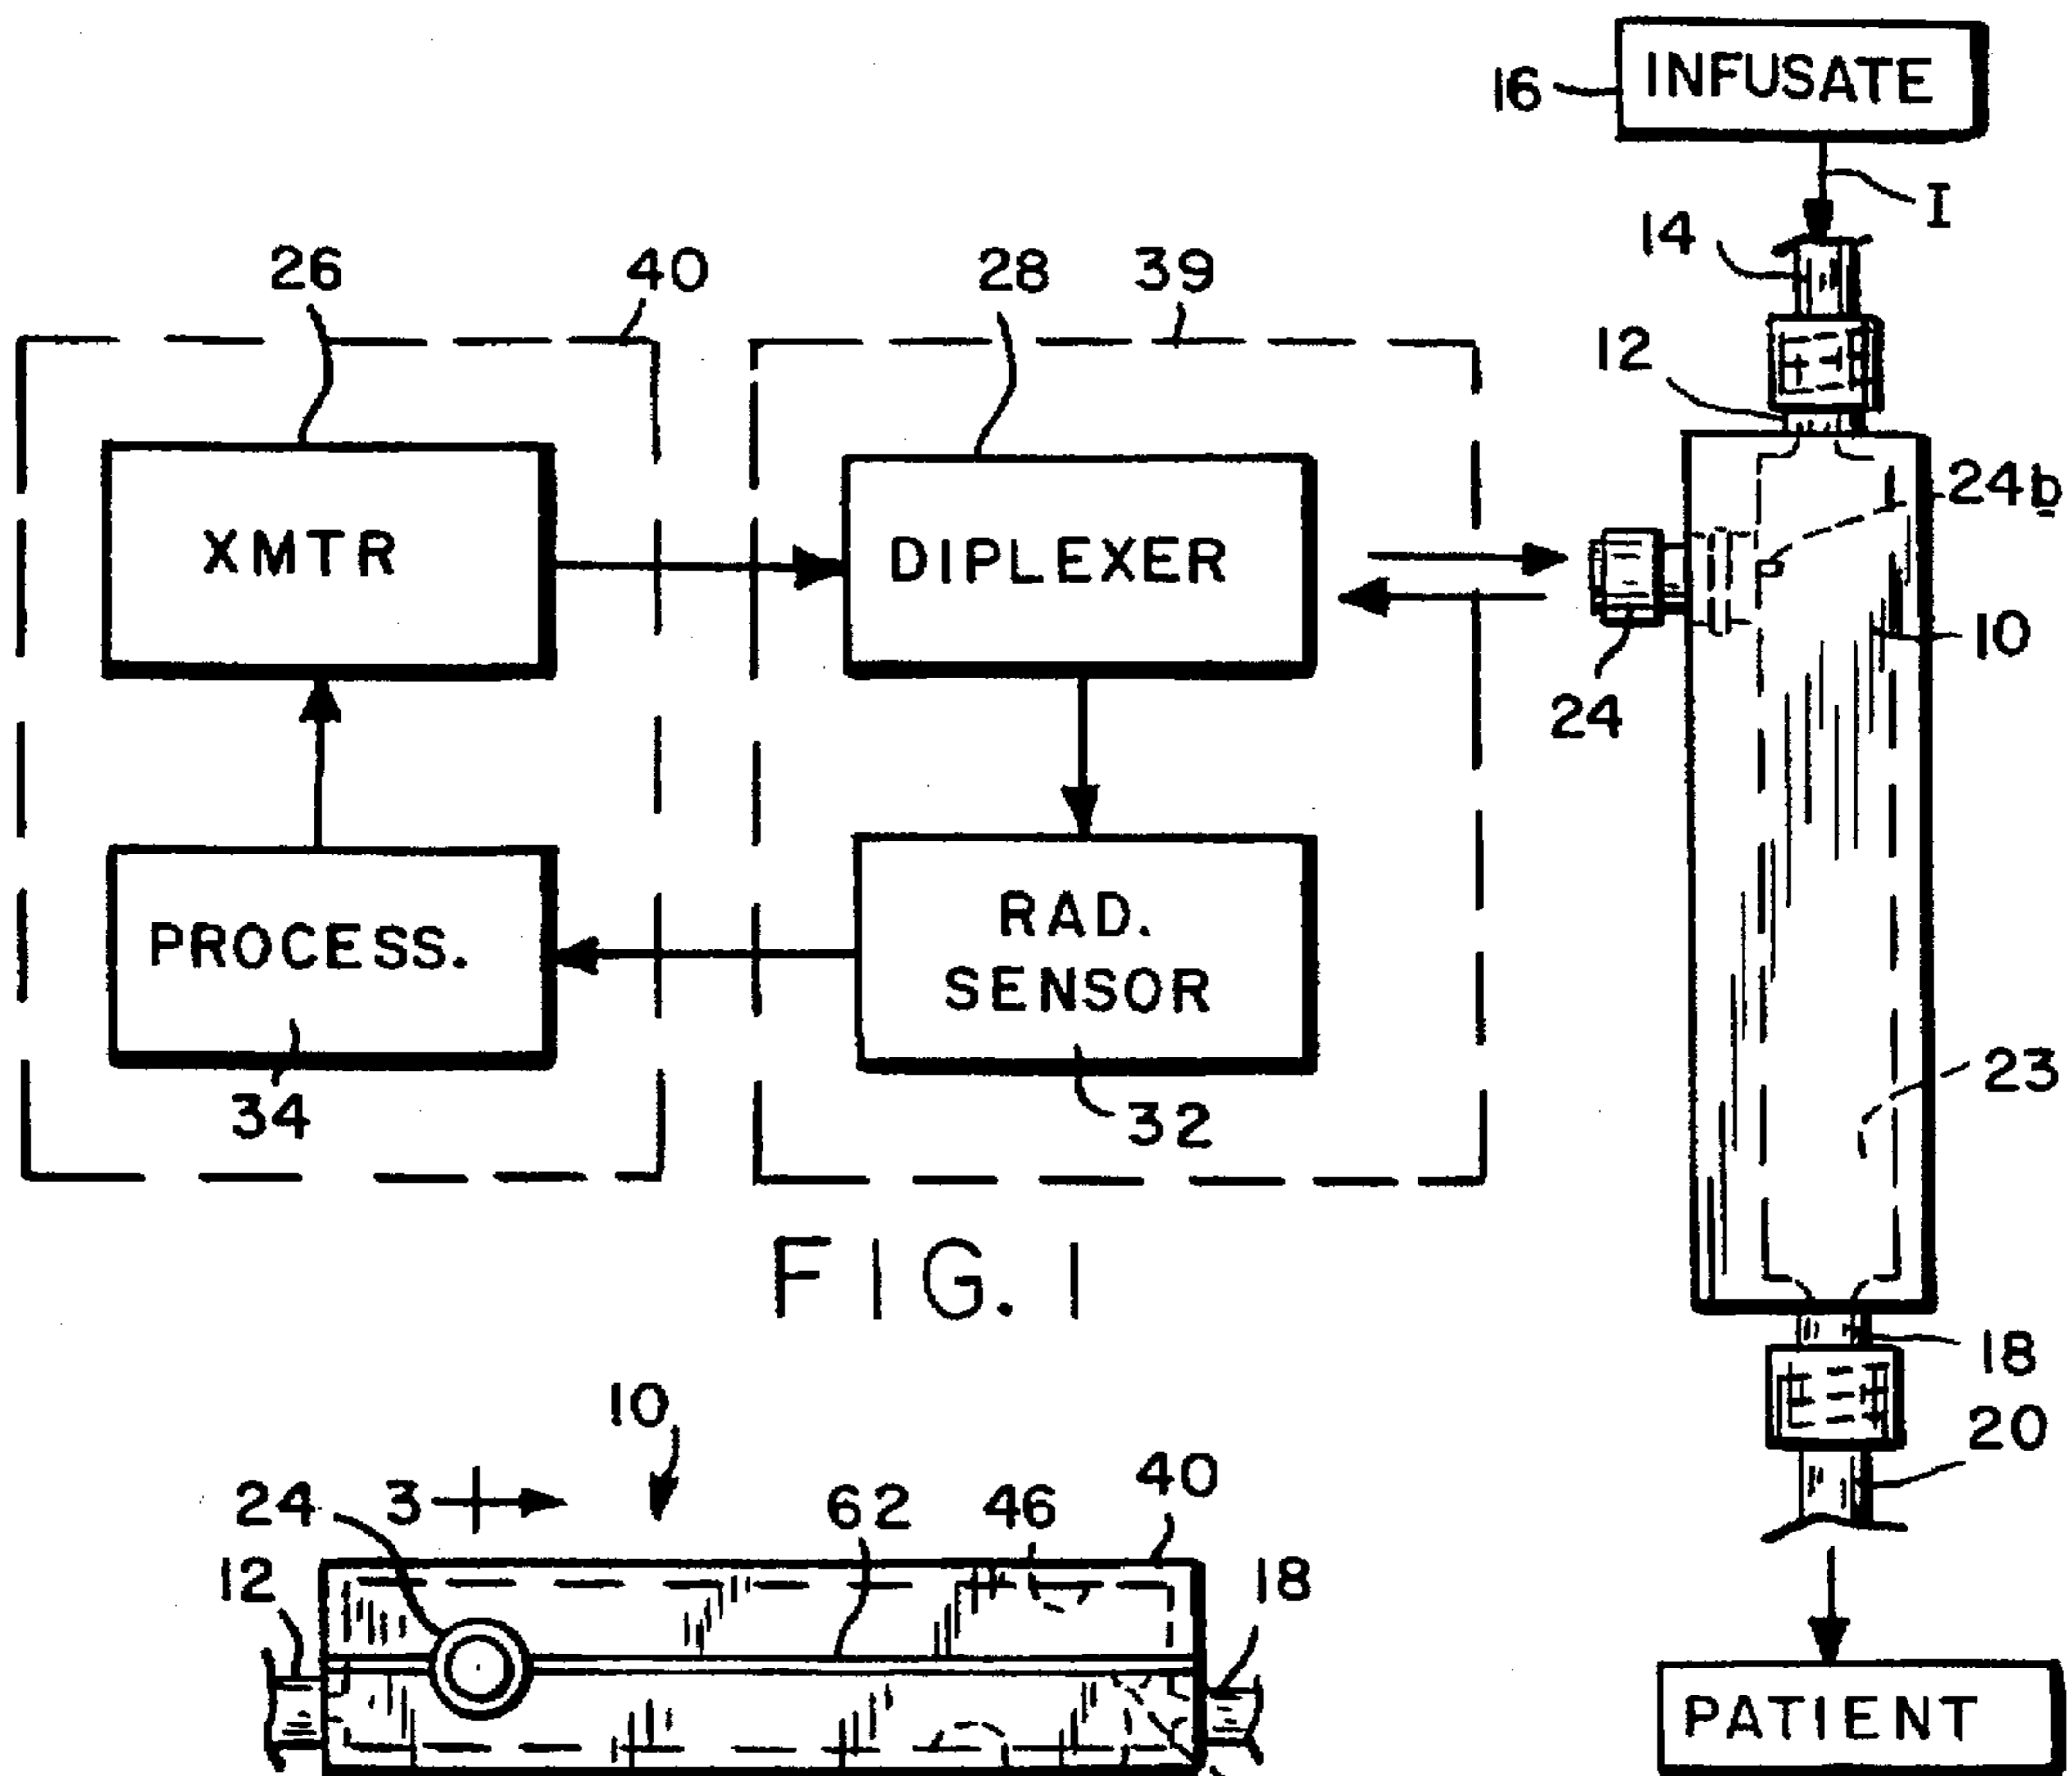 INFUSATE
16
I
14
26
40
28
39
12
24b
XMTR
DIPLEXER
10
24
PROCESS.
RAD.
SENSOR
23
34
32
FIG. 1
18
20
10
24
3
62
46
40
12
18
PATIENT